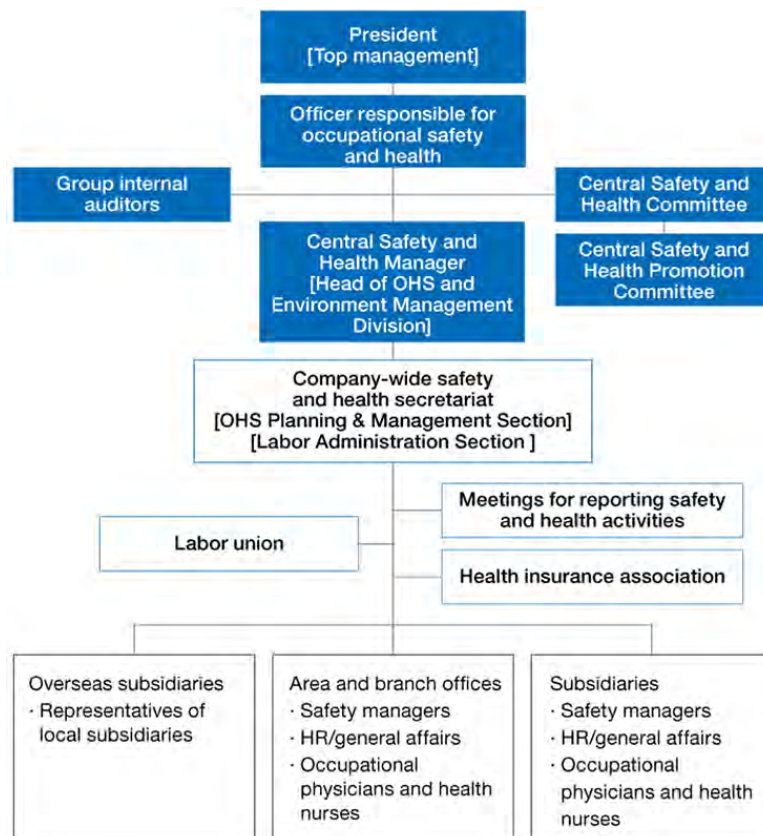 President
[Top management]
Officer responsible for
occupational safety
and health
Group internal
auditors
Central Safety and
Health Committee
Central Safety and
Health Manager
[Head of OHS and
Environment Management
Division]
Central Safety and
Health Promotion
Committee
Company-wide safety
and health secretariat
[OHS Planning & Management Section]
[Labor Administration Section ]
Meetings for reporting safety
and health activities
Labor union
Health insurance association
Overseas subsidiaries
· Representatives of
local subsidiaries
Area and branch offices
· Safety managers
· HR/general affairs
· Occupational
physicians and health
nurses
Subsidiaries
· Safety managers
· HR/general affairs
· Occupational
physicians and health
nurses